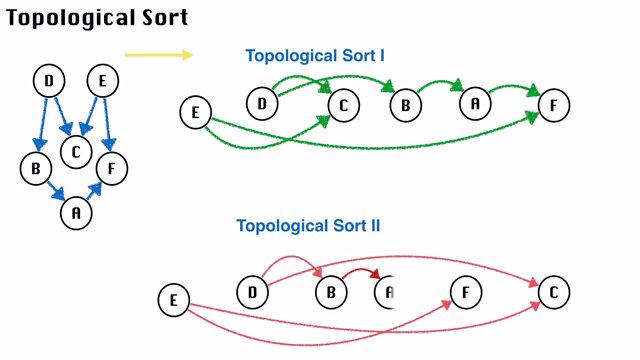 Topological Sort
Topological Sort I
D E
B C F
A
E D C B A F
Topological Sort II
E D B A F C